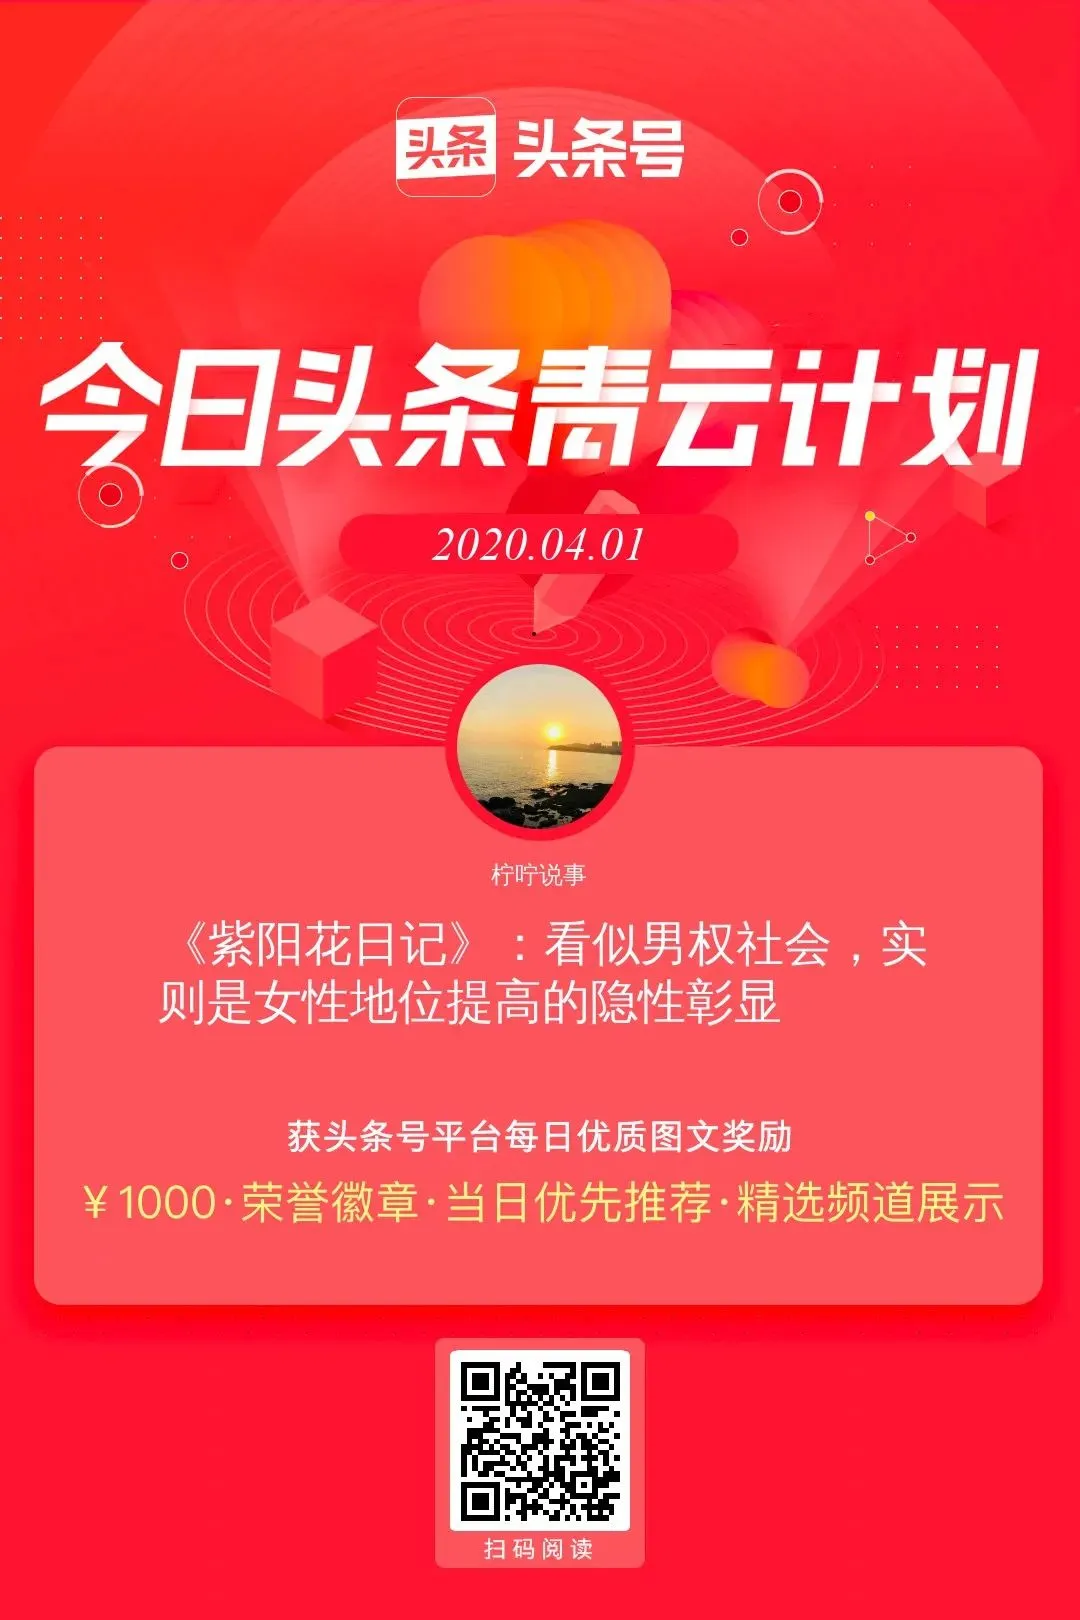 头条 头条号
今日头条青云计划
2020.04.01
柠咛说事
《紫阳花日记》：看似男权社会，实
则是女性地位提高的隐性彰显
获头条号平台每日优质图文奖励
￥1000·荣誉徽章·当日优先推荐·精选频道展示
扫码阅读